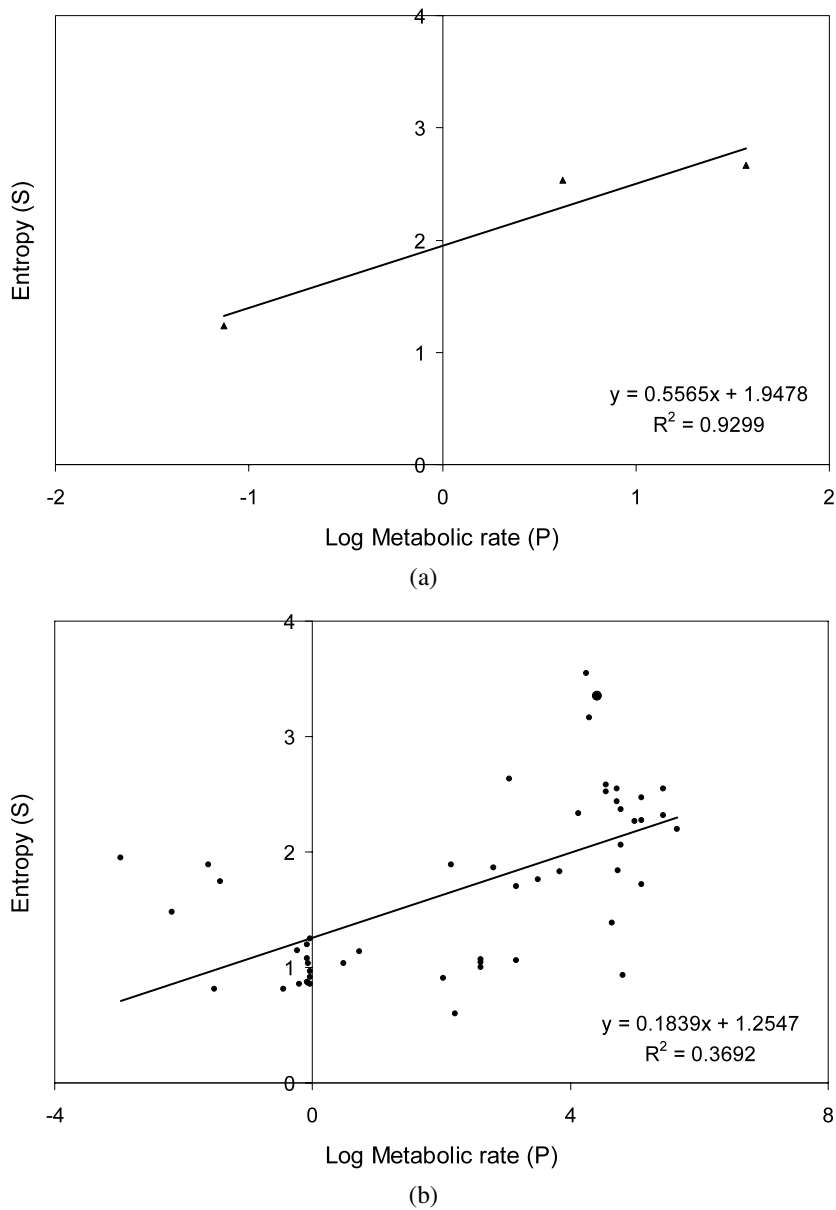 4
3
Entropy (S)
2
1
y = 0.5565x + 1.9478
R² = 0.9299
0
-2 -1 0 1 2
Log Metabolic rate (P)
(a)
4
3
Entropy (S)
2
1
y = 0.1839x + 1.2547
R² = 0.3692
0
-4 0 4 8
Log Metabolic rate (P)
(b)